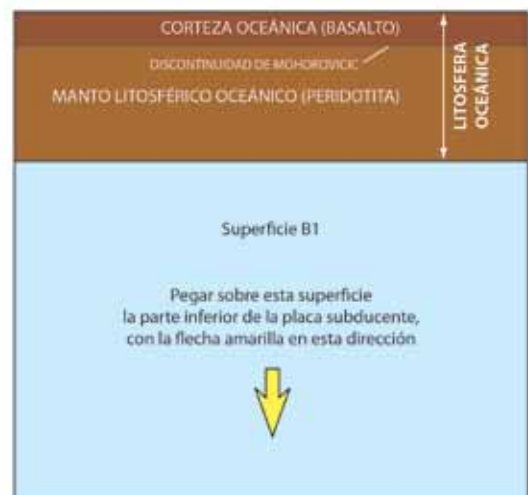 CORTEZA OCEÁNICA (BASALTO)
DISCONTINUIDAD DE MOHOROVICIC
MANTO LITOSFÉRICO OCEÁNICO (PERIDOTITA)
LITOSFERA
OCEÁNICA
Superficie B1
Pegar sobre esta superficie
la parte inferior de la placa subducente,
con la flecha amarilla en esta dirección